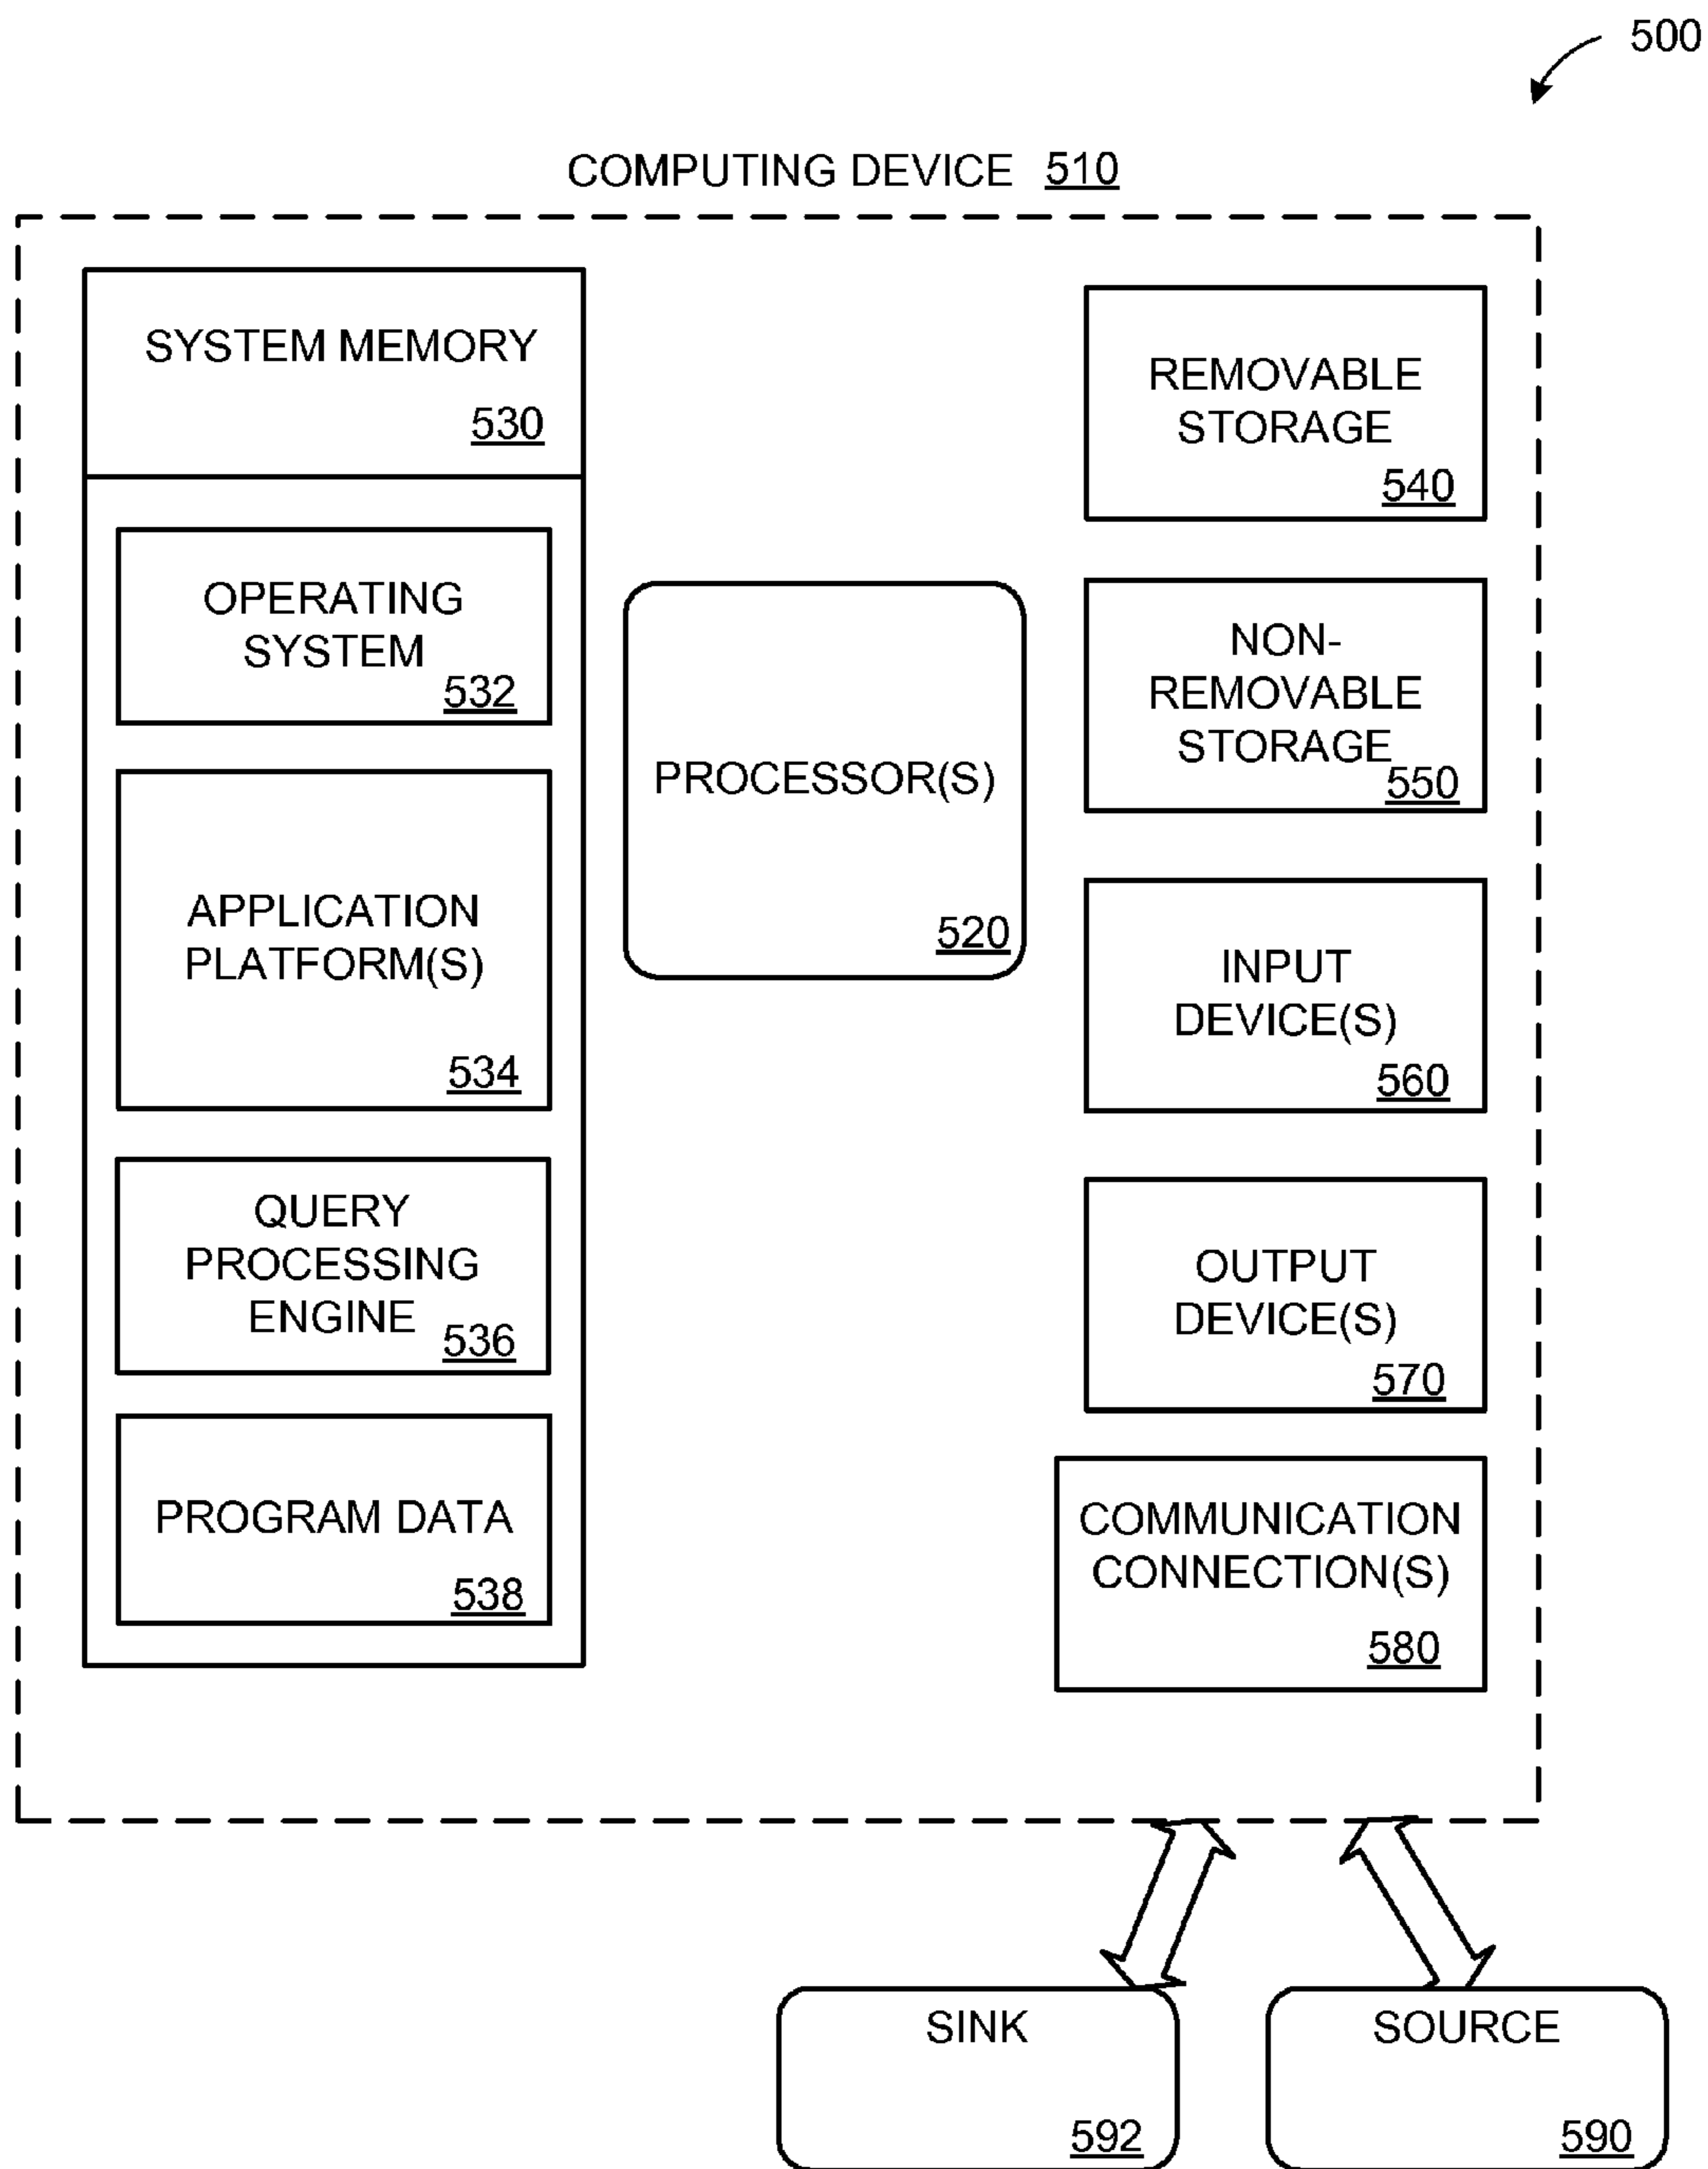 500
COMPUTING DEVICE 510
SYSTEM MEMORY
530
OPERATING
SYSTEM
532
APPLICATION
PLATFORM(S)
534
QUERY
PROCESSING
ENGINE
536
PROGRAM DATA
538
PROCESSOR(S)
520
REMOVABLE
STORAGE
540
NON-
REMOVABLE
STORAGE
550
INPUT
DEVICE(S)
560
OUTPUT
DEVICE(S)
570
COMMUNICATION
CONNECTION(S)
580
SINK
592
SOURCE
590